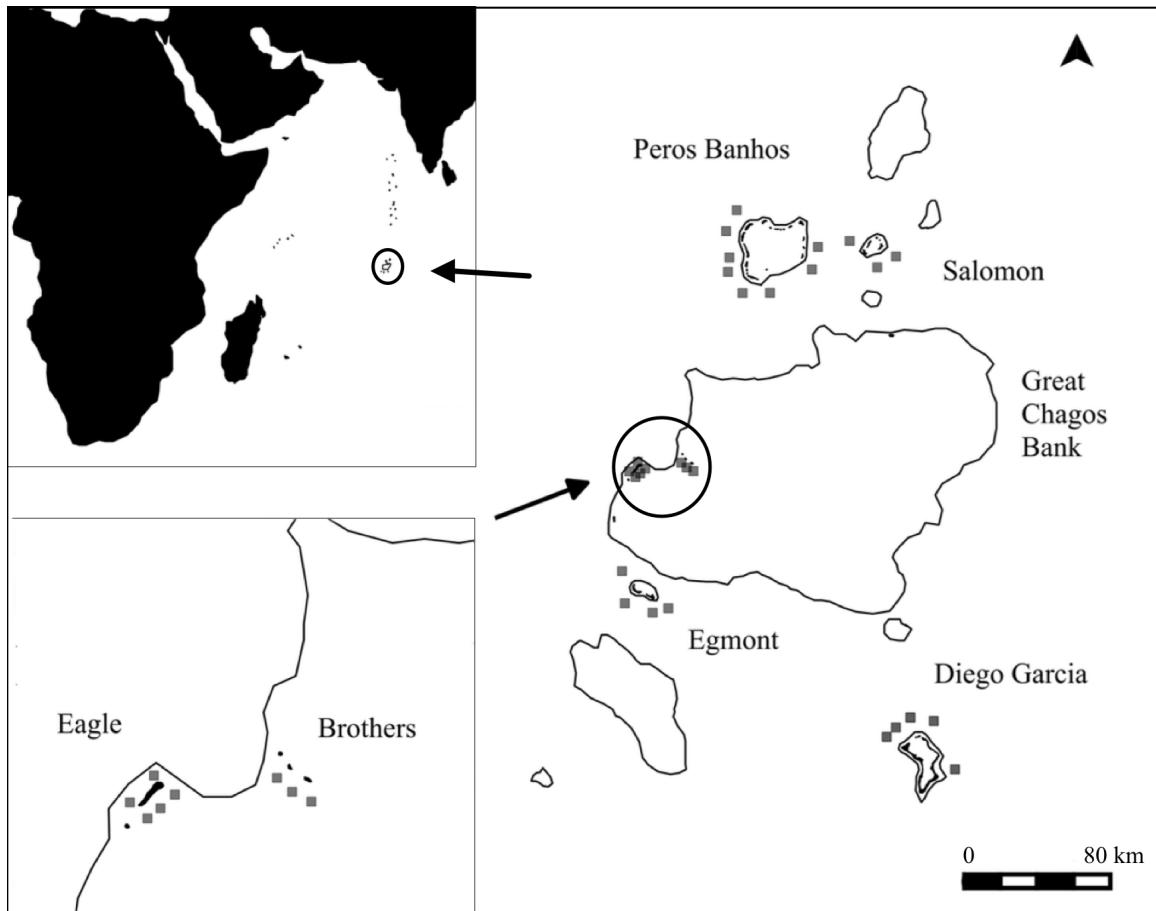 Peros Banhos
Salomon
Great
Chagos
Bank
Egmont
Diego Garcia
Eagle
Brothers
0 80 km